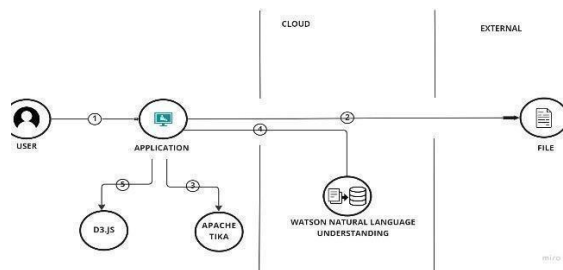 CLOUD
EXTERNAL
1
2
4
USER
APPLICATION
FILE
5
3
D3.JS
APACHE
TIKA
WATSON NATURAL LANGUAGE
UNDERSTANDING
miro